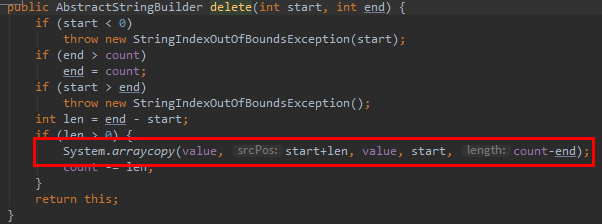 public AbstractStringBuilder delete(int start, int end) {
if (start < 0)
throw new StringIndexOutOfBoundsException(start);
if (end > count)
end = count;
if (start > end)
throw new StringIndexOutOfBoundsException();
int len = end - start;
if (len > 0) {
System.arraycopy(value, srcPos: start+len, value, start, length: count-end);
count -= len;
}
return this;
}